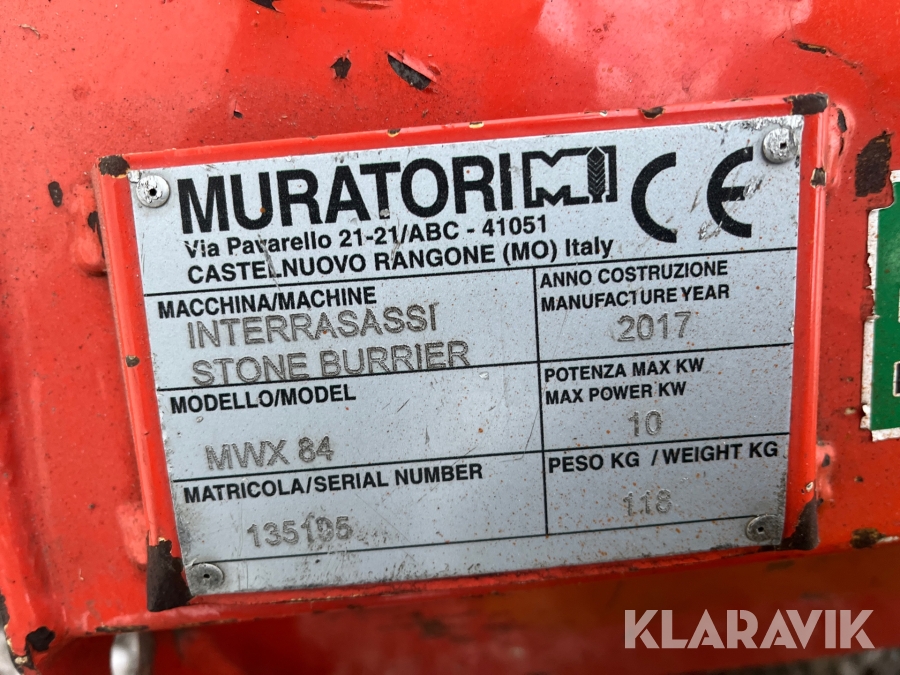 MURATORI M
CE
Via Pavarello 21-21/ABC - 41051
CASTELNUOVO RANGONE (MO) Italy
MACCHINA/MACHINE
INTERRASASSI
STONE BURRIER
ANNO COSTRUZIONE
MANUFACTURE YEAR
2017
MODELLO/MODEL
MWX 84
POTENZA MAX KW
MAX POWER KW
10
MATRICOLA/SERIAL NUMBER
135195
PESO KG / WEIGHT KG
118
KLARAVIK